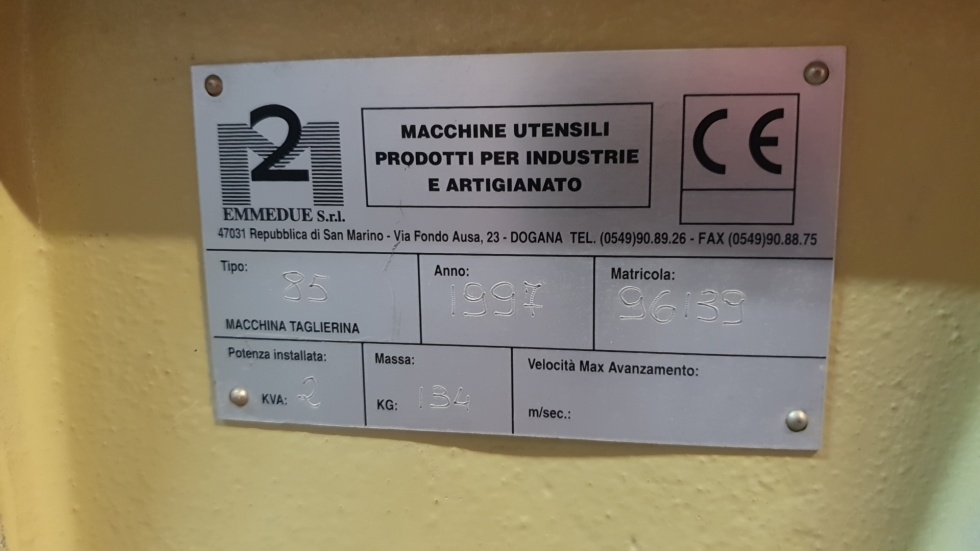 M2
EMMEDUE S.r.l.
MACCHINE UTENSILI
PRODOTTI PER INDUSTRIE
E ARTIGIANATO
CE
47031 Repubblica di San Marino - Via Fondo Ausa, 23 - DOGANA TEL. (0549)90.89.26 - FAX (0549)90.88.75
Tipo: 85
MACCHINA TAGLIERINA
Anno: 1997
Matricola: 96139
Potenza installata:
KVA: 2
Massa:
KG: 134
Velocità Max Avanzamento:
m/sec.: